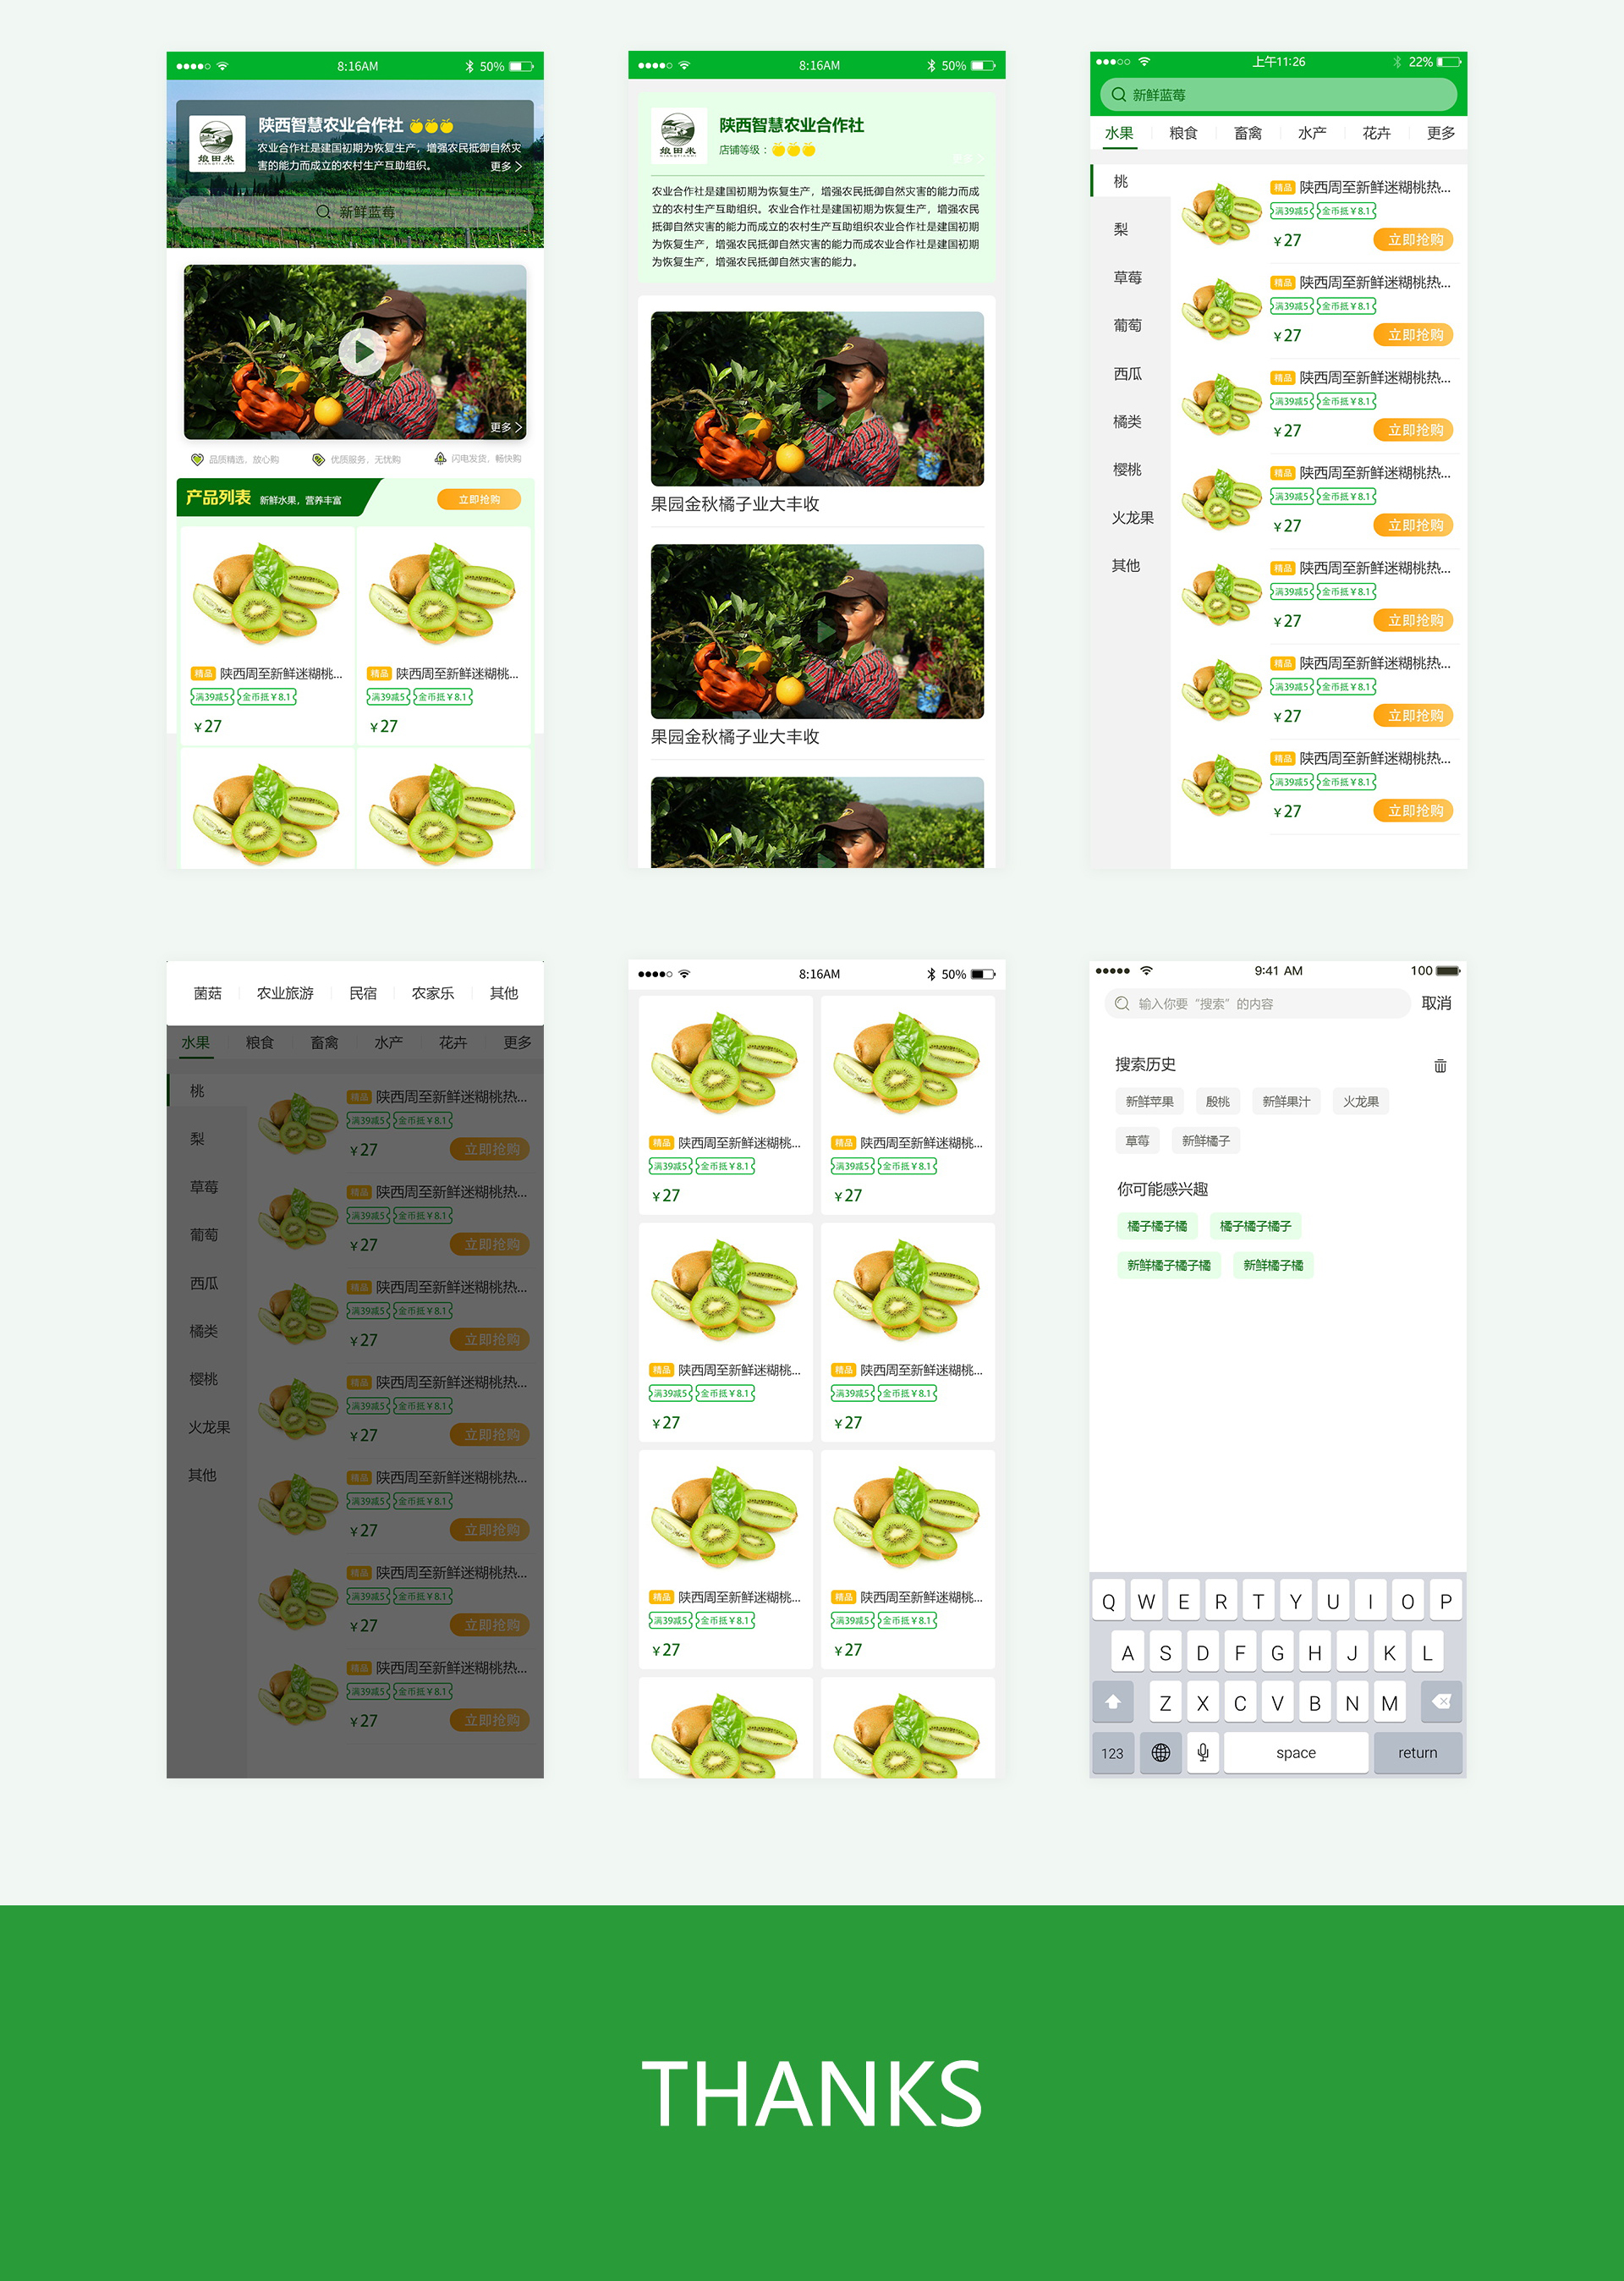 8:16AM
50%
陕西智慧农业合作社
娘田米
农业合作社是建国初期为恢复生产，增强农民抵御自然灾
害的能力而成立的农村生产互助组织。
更多
新鲜蓝莓
更多
品质精选，放心购
优质服务，无忧购
闪电发货，畅快购
产品列表
新鲜水果，营养丰富
立即抢购
精品 陕西周至新鲜迷糊桃...
满39减5 金币抵￥8.1
￥27
精品 陕西周至新鲜迷糊桃...
满39减5 金币抵￥8.1
￥27
8:16AM
50%
娘田米
陕西智慧农业合作社
店铺等级：
更多
农业合作社是建国初期为恢复生产，增强农民抵御自然灾害的能力而成
立的农村生产互助组织。农业合作社是建国初期为恢复生产，增强农民
抵御自然灾害的能力而成立的农村生产互助组织农业合作社是建国初期
为恢复生产，增强农民抵御自然灾害的能力而成农业合作社是建国初期
为恢复生产，增强农民抵御自然灾害的能力。
果园金秋橘子业大丰收
果园金秋橘子业大丰收
上午11:26
22%
新鲜蓝莓
水果 粮食 畜禽 水产 花卉 更多
桃
梨
草莓
葡萄
西瓜
橘类
樱桃
火龙果
其他
精品 陕西周至新鲜迷糊桃热...
满39减5 金币抵￥8.1
￥27 立即抢购
精品 陕西周至新鲜迷糊桃热...
满39减5 金币抵￥8.1
￥27 立即抢购
精品 陕西周至新鲜迷糊桃热...
满39减5 金币抵￥8.1
￥27 立即抢购
精品 陕西周至新鲜迷糊桃热...
满39减5 金币抵￥8.1
￥27 立即抢购
精品 陕西周至新鲜迷糊桃热...
满39减5 金币抵￥8.1
￥27 立即抢购
精品 陕西周至新鲜迷糊桃热...
满39减5 金币抵￥8.1
￥27 立即抢购
精品 陕西周至新鲜迷糊桃热...
满39减5 金币抵￥8.1
￥27 立即抢购
菌菇 农业旅游 民宿 农家乐 其他
水果 粮食 畜禽 水产 花卉 更多
桃
梨
草莓
葡萄
西瓜
橘类
樱桃
火龙果
其他
精品 陕西周至新鲜迷糊桃热...
满39减5 金币抵￥8.1
￥27 立即抢购
精品 陕西周至新鲜迷糊桃热...
满39减5 金币抵￥8.1
￥27 立即抢购
精品 陕西周至新鲜迷糊桃热...
满39减5 金币抵￥8.1
￥27 立即抢购
精品 陕西周至新鲜迷糊桃热...
满39减5 金币抵￥8.1
￥27 立即抢购
精品 陕西周至新鲜迷糊桃热...
满39减5 金币抵￥8.1
￥27 立即抢购
精品 陕西周至新鲜迷糊桃热...
满39减5 金币抵￥8.1
￥27 立即抢购
精品 陕西周至新鲜迷糊桃热...
满39减5 金币抵￥8.1
￥27 立即抢购
8:16AM
50%
精品 陕西周至新鲜迷糊桃...
满39减5 金币抵￥8.1
￥27
精品 陕西周至新鲜迷糊桃...
满39减5 金币抵￥8.1
￥27
精品 陕西周至新鲜迷糊桃...
满39减5 金币抵￥8.1
￥27
精品 陕西周至新鲜迷糊桃...
满39减5 金币抵￥8.1
￥27
精品 陕西周至新鲜迷糊桃...
满39减5 金币抵￥8.1
￥27
精品 陕西周至新鲜迷糊桃...
满39减5 金币抵￥8.1
￥27
9:41 AM
100
输入你要“搜索”的内容
取消
搜索历史
新鲜苹果 殷桃 新鲜果汁 火龙果
草莓 新鲜橘子
你可能感兴趣
橘子橘子橘 橘子橘子橘子
新鲜橘子橘子橘 新鲜橘子橘
Q W E R T Y U I O P
A S D F G H J K L
Z X C V B N M
123 space return
THANKS